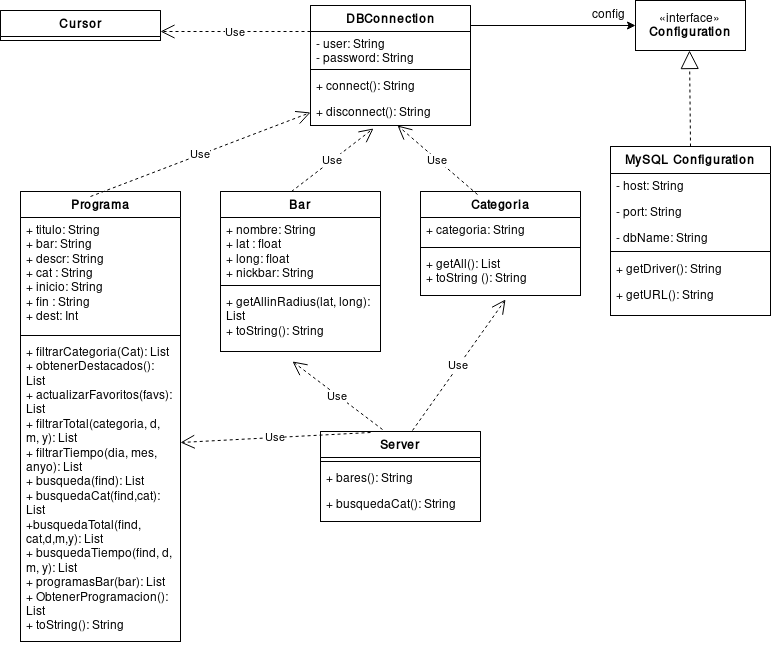 Cursor
Use
DBConnection
- user: String
- password: String
+ connect(): String
+ disconnect(): String
config
«interface»
Configuration
MySQL Configuration
- host: String
- port: String
- dbName: String
+ getDriver(): String
+ getURL(): String
Use
Use
Use
Programa
+ titulo: String
+ bar: String
+ descr: String
+ cat : String
+ inicio: String
+ fin : String
+ dest: Int
+ filtrarCategoria(Cat): List
+ obtenerDestacados():
List
+ actualizarFavoritos(favs):
List
+ filtrarTotal(categoria, d,
m, y): List
+ filtrarTiempo(dia, mes,
anyo): List
+ busqueda(find): List
+ busquedaCat(find,cat):
List
+busquedaTotal(find,
cat,d,m,y): List
+ busquedaTiempo(find, d,
m, y): List
+ programasBar(bar): List
+ ObtenerProgramacion():
List
+ toString(): String
Bar
+ nombre: String
+ lat : float
+ long: float
+ nickbar: String
+ getAllinRadius(lat, long):
List
+ toString(): String
Categoria
+ categoria: String
+ getAll(): List
+ toString (): String
Use
Use
Use
Server
+ bares(): String
+ busquedaCat(): String